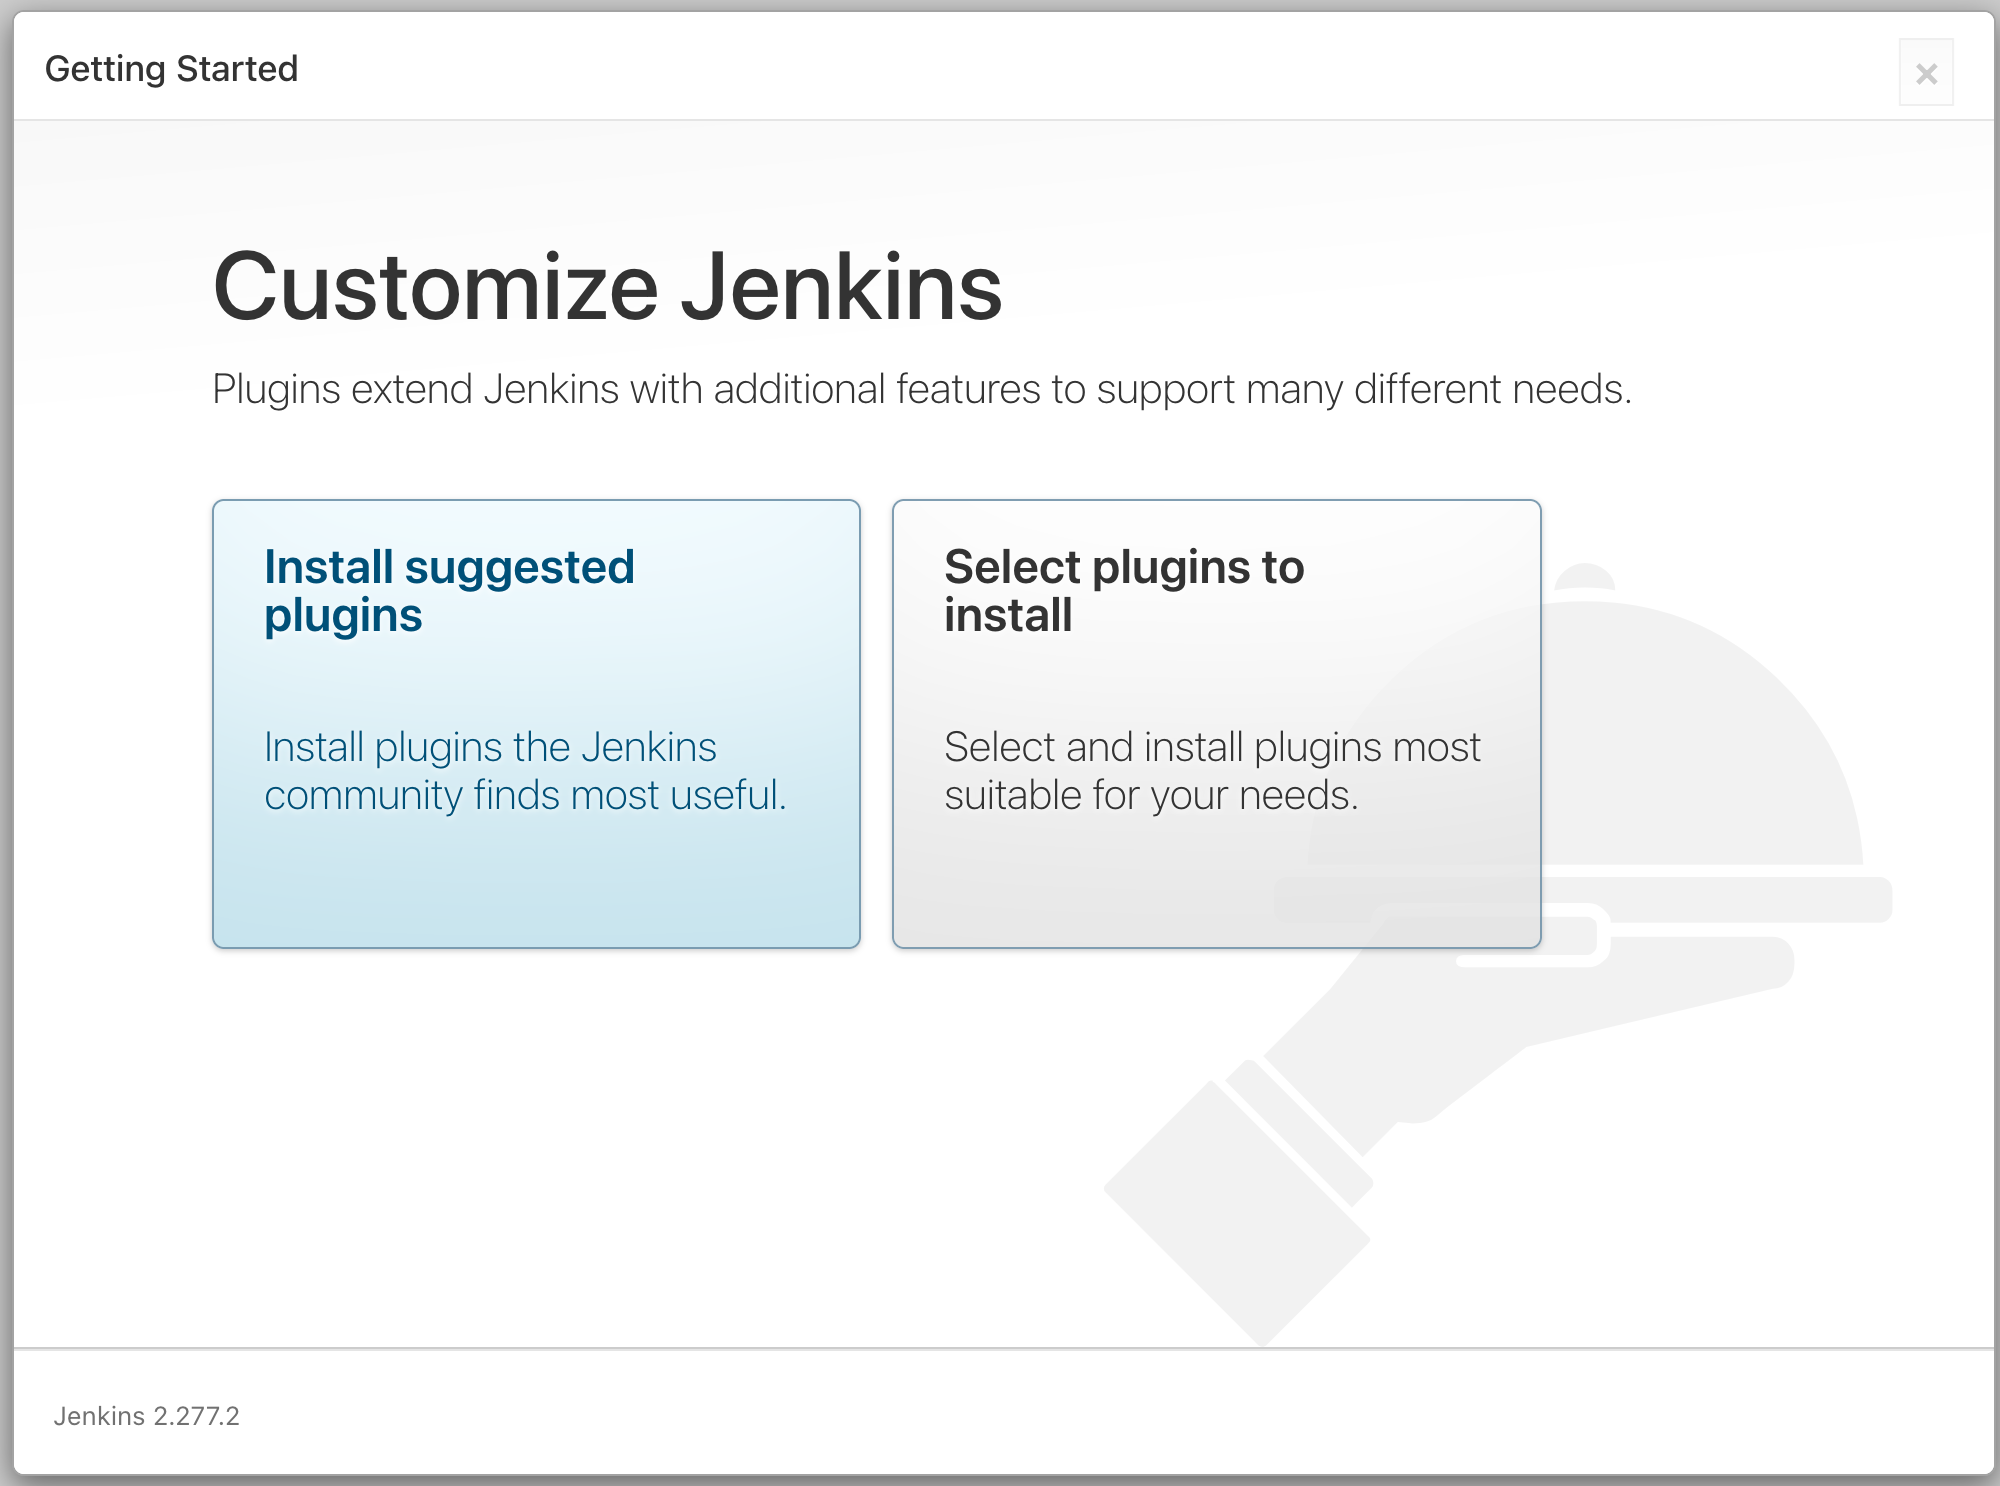 Getting Started
×
Customize Jenkins
Plugins extend Jenkins with additional features to support many different needs.
Install suggested
plugins
Install plugins the Jenkins
community finds most useful.
Select plugins to
install
Select and install plugins most
suitable for your needs.
Jenkins 2.277.2